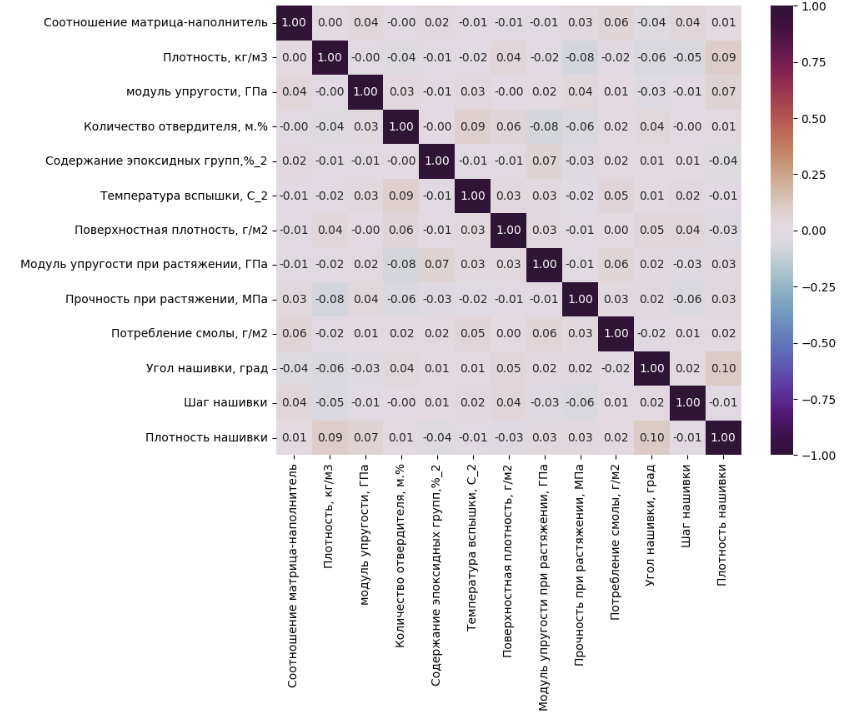 Соотношение матрица-наполнитель 1.00 0.00 0.04 -0.00 0.02 -0.01 -0.01 -0.01 0.03 0.06 -0.04 0.04 0.01
Плотность, кг/м3 0.00 1.00 -0.00 -0.04 -0.01 -0.02 0.04 -0.02 -0.08 -0.02 -0.06 -0.05 0.09
модуль упругости, ГПа 0.04 -0.00 1.00 0.03 -0.01 0.03 -0.00 0.02 0.04 0.01 -0.03 -0.01 0.07
Количество отвердителя, м.% -0.00 -0.04 0.03 1.00 -0.00 0.09 0.06 -0.08 -0.06 0.02 0.04 -0.00 0.01
Содержание эпоксидных групп,%_2 0.02 -0.01 -0.01 -0.00 1.00 -0.01 -0.01 0.07 -0.03 0.02 0.01 0.01 -0.04
Температура вспышки, С_2 -0.01 -0.02 0.03 0.09 -0.01 1.00 0.03 0.03 -0.02 0.05 0.01 0.02 -0.01
Поверхностная плотность, г/м2 -0.01 0.04 -0.00 0.06 -0.01 0.03 1.00 0.03 -0.01 0.00 0.05 0.04 -0.03
Модуль упругости при растяжении, ГПа -0.01 -0.02 0.02 -0.08 0.07 0.03 0.03 1.00 -0.01 0.06 0.02 -0.03 0.03
Прочность при растяжении, МПа 0.03 -0.08 0.04 -0.06 -0.03 -0.02 -0.01 -0.01 1.00 0.03 0.02 -0.06 0.03
Потребление смолы, г/м2 0.06 -0.02 0.01 0.02 0.02 0.05 0.00 0.06 0.03 1.00 -0.02 0.01 0.02
Угол нашивки, град -0.04 -0.06 -0.03 0.04 0.01 0.01 0.05 0.02 0.02 -0.02 1.00 0.02 0.10
Шаг нашивки 0.04 -0.05 -0.01 -0.00 0.01 0.02 0.04 -0.03 -0.06 0.01 0.02 1.00 -0.01
Плотность нашивки 0.01 0.09 0.07 0.01 -0.04 -0.01 -0.03 0.03 0.03 0.02 0.10 -0.01 1.00
Соотношение матрица-наполнитель
Плотность, кг/м3
модуль упругости, ГПа
Количество отвердителя, м.%
Содержание эпоксидных групп,%_2
Температура вспышки, С_2
Поверхностная плотность, г/м2
Модуль упругости при растяжении, ГПа
Прочность при растяжении, МПа
Потребление смолы, г/м2
Угол нашивки, град
Шаг нашивки
Плотность нашивки
1.00
0.75
0.50
0.25
0.00
−0.25
−0.50
−0.75
−1.00